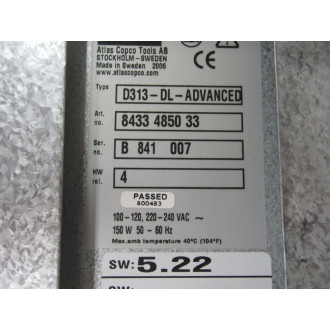 Atlas Copco Tools AB
STOCKHOLM-SWEDEN
Made in Sweden 2006
www.atlascopco.com
Type D313-DL-ADVANCED
Art. no. 8433 4850 33
Ser. no. B 841 007
HW rel. 4
PASSED
800483
100-120, 220-240 VAC ~
150 W 50 - 60 Hz
Max.amb temperature 40°C (104°F)
SW: 5.22